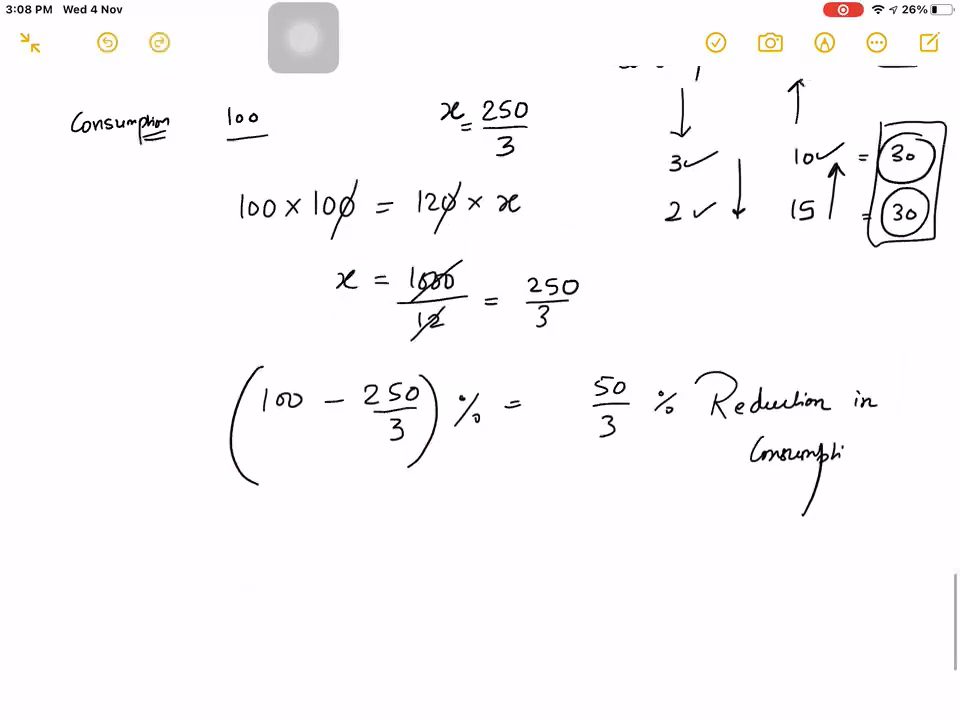 3:08 PM Wed 4 Nov 26%
Consumption 100 x = 250/3
3 ✓ 10 ✓ = 30
100 × 100 = 120 × x
2 ✓ 15 = 30
x = 1000/12 = 250/3
(100 - 250/3) % = 50/3 % Reduction in
Consumpti